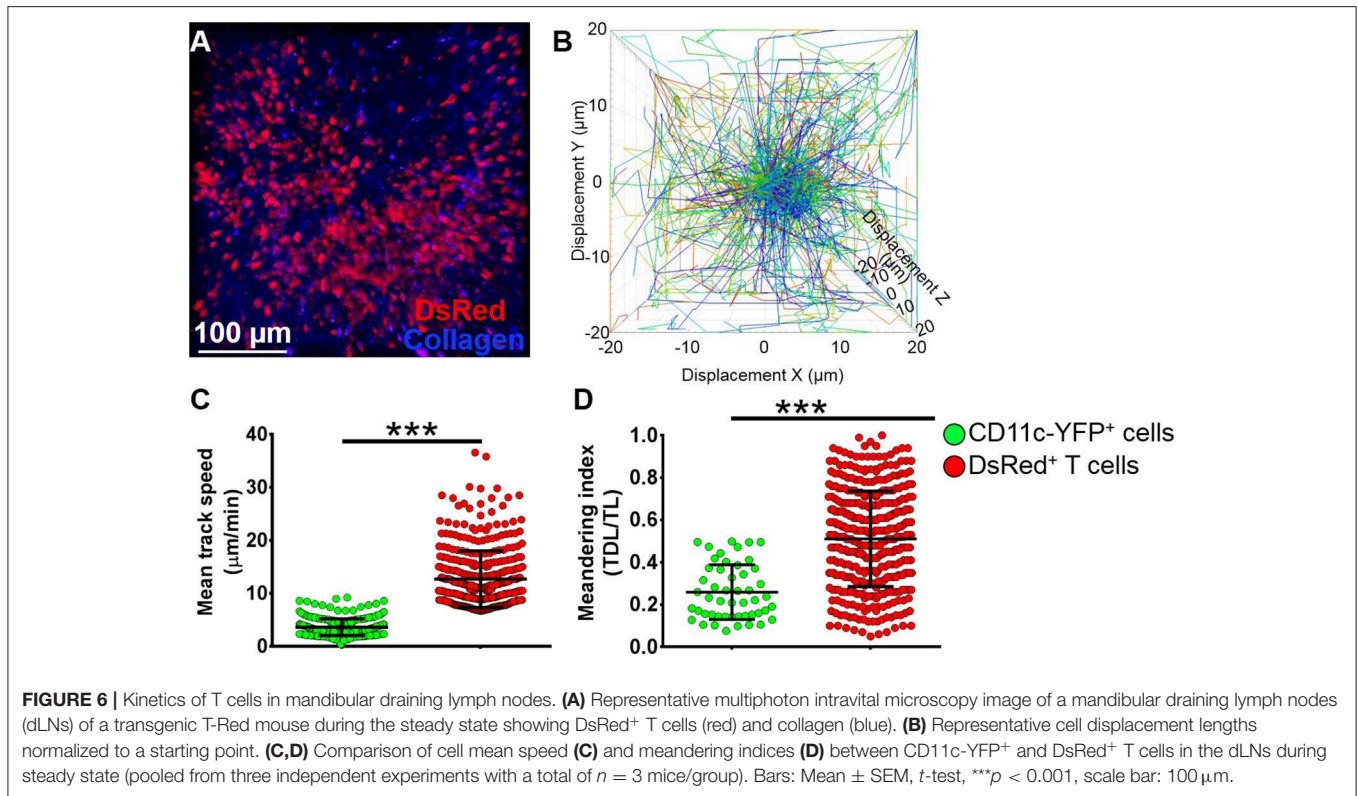 A
DsRed
Collagen
100 µm
B
20
10
0
-10
-20
Displacement Y (µm)
-20
-10
0
10
20
Displacement X (µm)
Displacement Z
(µm)
-20
-10
0
10
20
C
***
40
30
20
10
0
Mean track speed
(µm/min)
D
***
1.0
0.8
0.6
0.4
0.2
0.0
Meandering index
(TDL/TL)
CD11c-YFP⁺ cells
DsRed⁺ T cells
FIGURE 6 | Kinetics of T cells in mandibular draining lymph nodes. (A) Representative multiphoton intravital microscopy image of a mandibular draining lymph nodes
(dLNs) of a transgenic T-Red mouse during the steady state showing DsRed⁺ T cells (red) and collagen (blue). (B) Representative cell displacement lengths
normalized to a starting point. (C,D) Comparison of cell mean speed (C) and meandering indices (D) between CD11c-YFP⁺ and DsRed⁺ T cells in the dLNs during
steady state (pooled from three independent experiments with a total of n = 3 mice/group). Bars: Mean ± SEM, t-test, ***p < 0.001, scale bar: 100 µm.